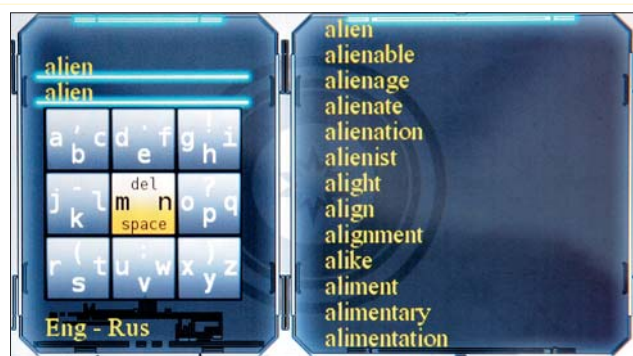 alien
alien
a ' c d ' f g ! i
b e h
j - l del o ? q
k m n p
space
r ( t u : w x ) z
s v y
Eng - Rus
alien
alienable
alienage
alienate
alienation
alienist
alight
align
alignment
alike
aliment
alimentary
alimentation